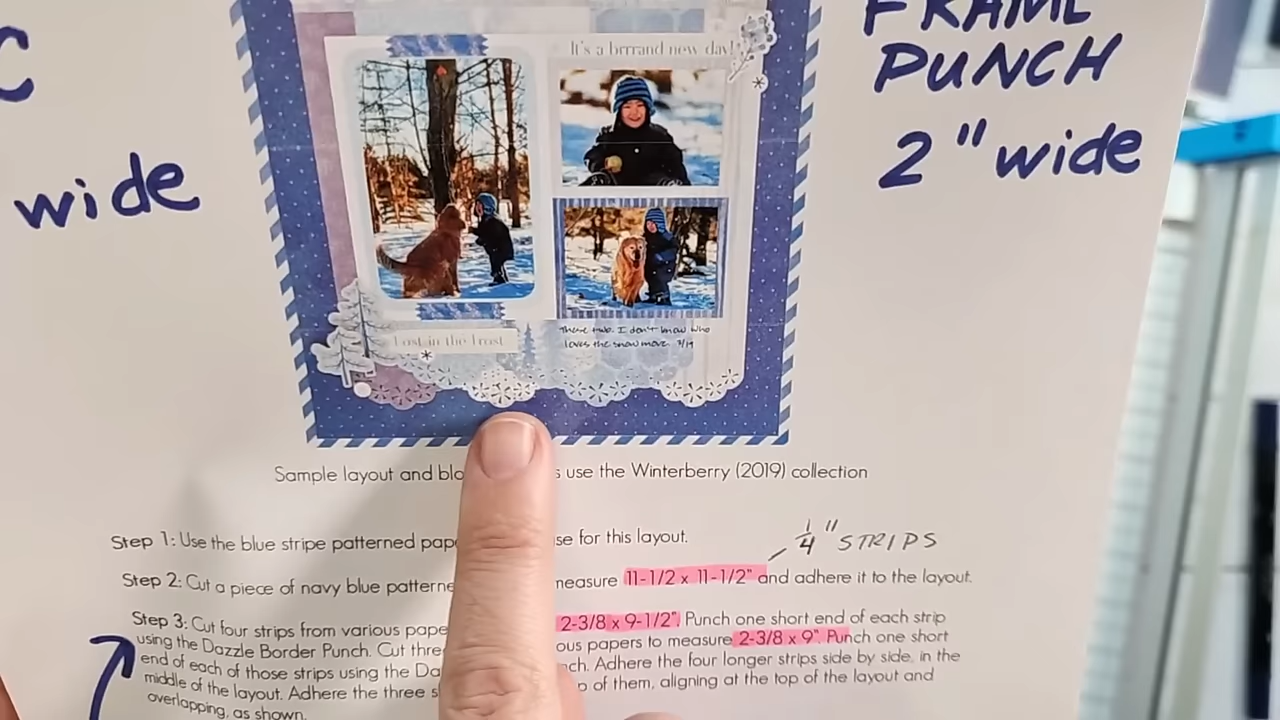 C
wide
FRAME
PUNCH
2" wide
It's a brrrand new day!
Lost in the Frost
These two. I don't know who
loves the snow more. 7/19
Sample layout and blo s use the Winterberry (2019) collection
Step 1: Use the blue stripe patterned pap se for this layout.
1/4" STRIPS
Step 2: Cut a piece of navy blue patterne measure 11-1/2 x 11-1/2" and adhere it to the layout.
Step 3: Cut four strips from various pape 2-3/8 x 9-1/2". Punch one short end of each strip
using the Dazzle Border Punch. Cut thre ous papers to measure 2-3/8 x 9". Punch one short
end of each of those strips using the Da ch. Adhere the four longer strips side by side, in the
middle of the layout. Adhere the three s p of them, aligning at the top of the layout and
overlapping, as shown.